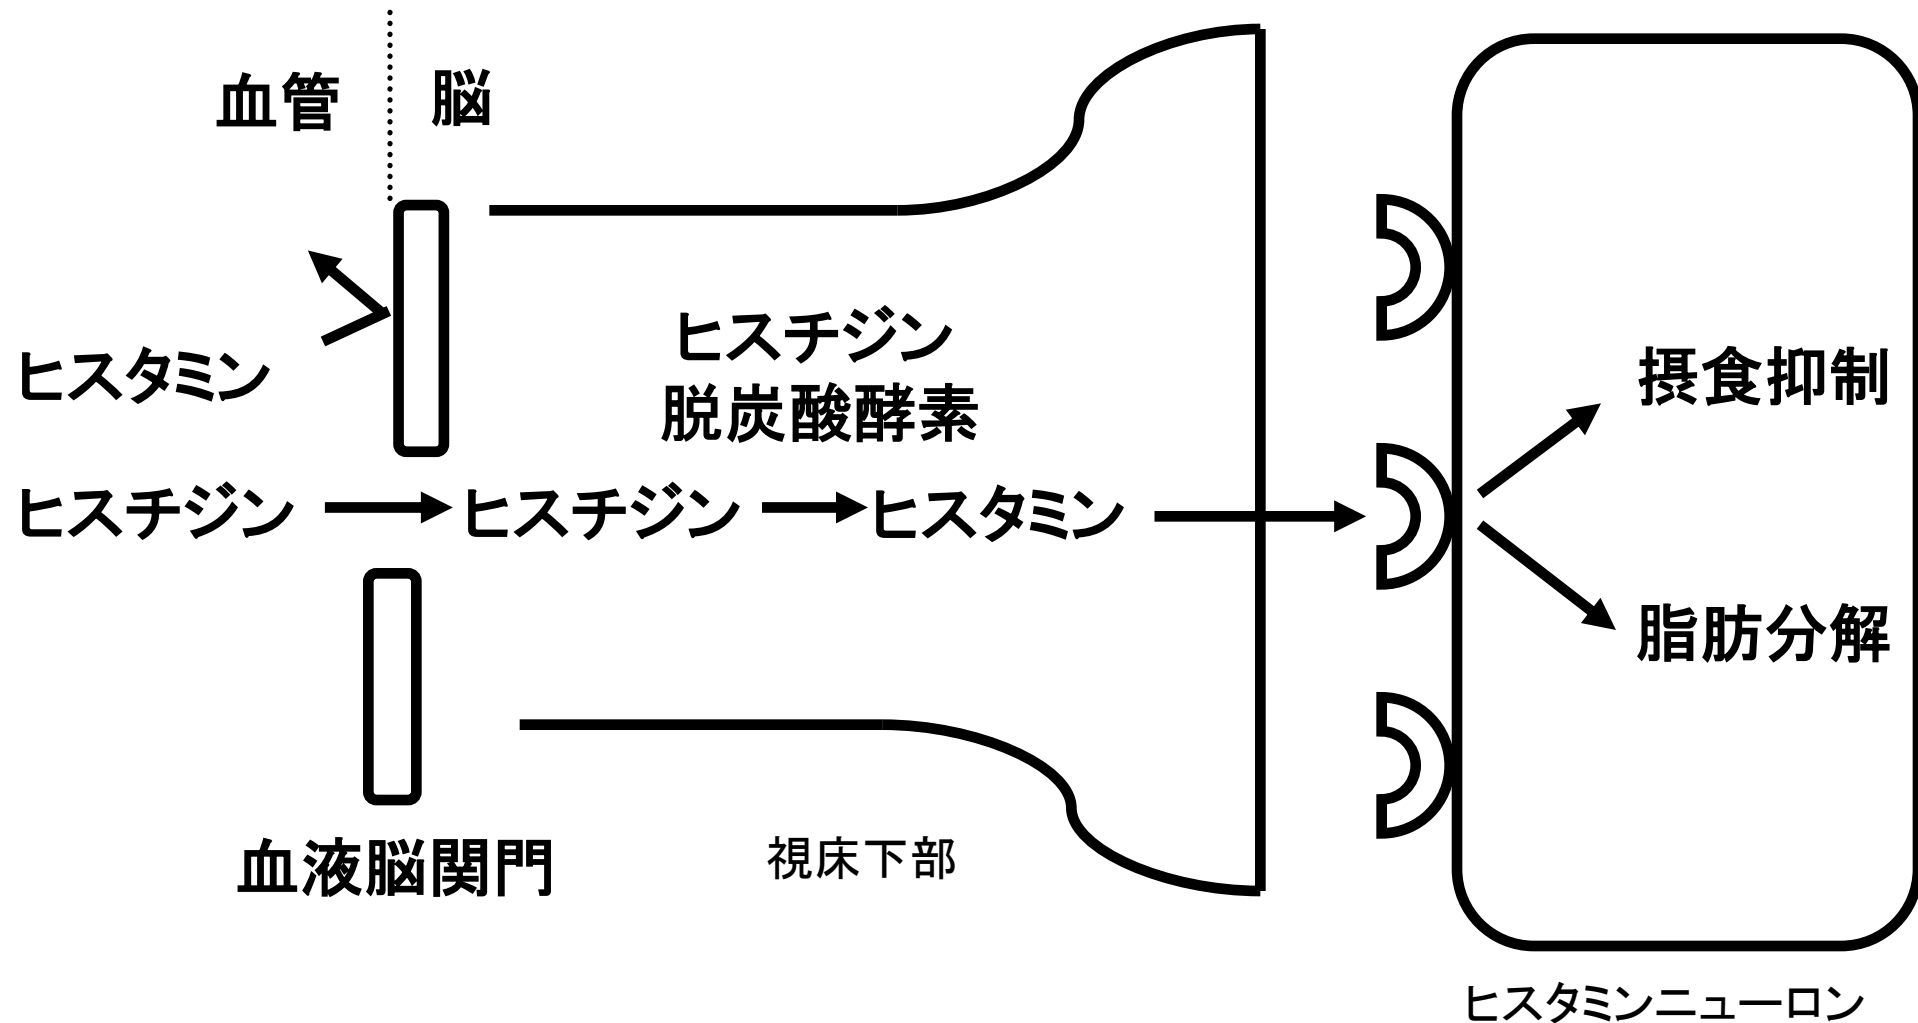 血管
脳
ヒスタミン
ヒスチジン
脱炭酸酵素
ヒスチジン
ヒスチジン
ヒスタミン
摂食抑制
脂肪分解
血液脳関門
視床下部
ヒスタミンニューロン